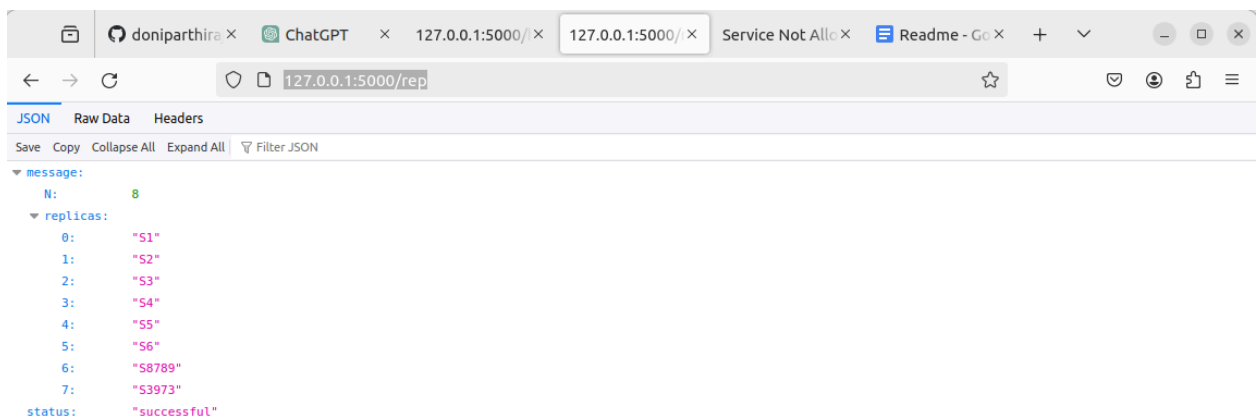 doniparthira ChatGPT 127.0.0.1:5000/ 127.0.0.1:5000/ Service Not Allo Readme - Go
127.0.0.1:5000/rep
JSON Raw Data Headers
Save Copy Collapse All Expand All Filter JSON
message:
N: 8
replicas:
0: "S1"
1: "S2"
2: "S3"
3: "S4"
4: "S5"
5: "S6"
6: "S8789"
7: "S3973"
status: "successful"